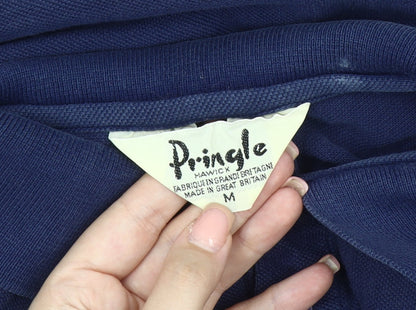 Pringle
HAWICK
FABRIQUE EN GRANDE BRETAGNE
MADE IN GREAT BRITAIN
M